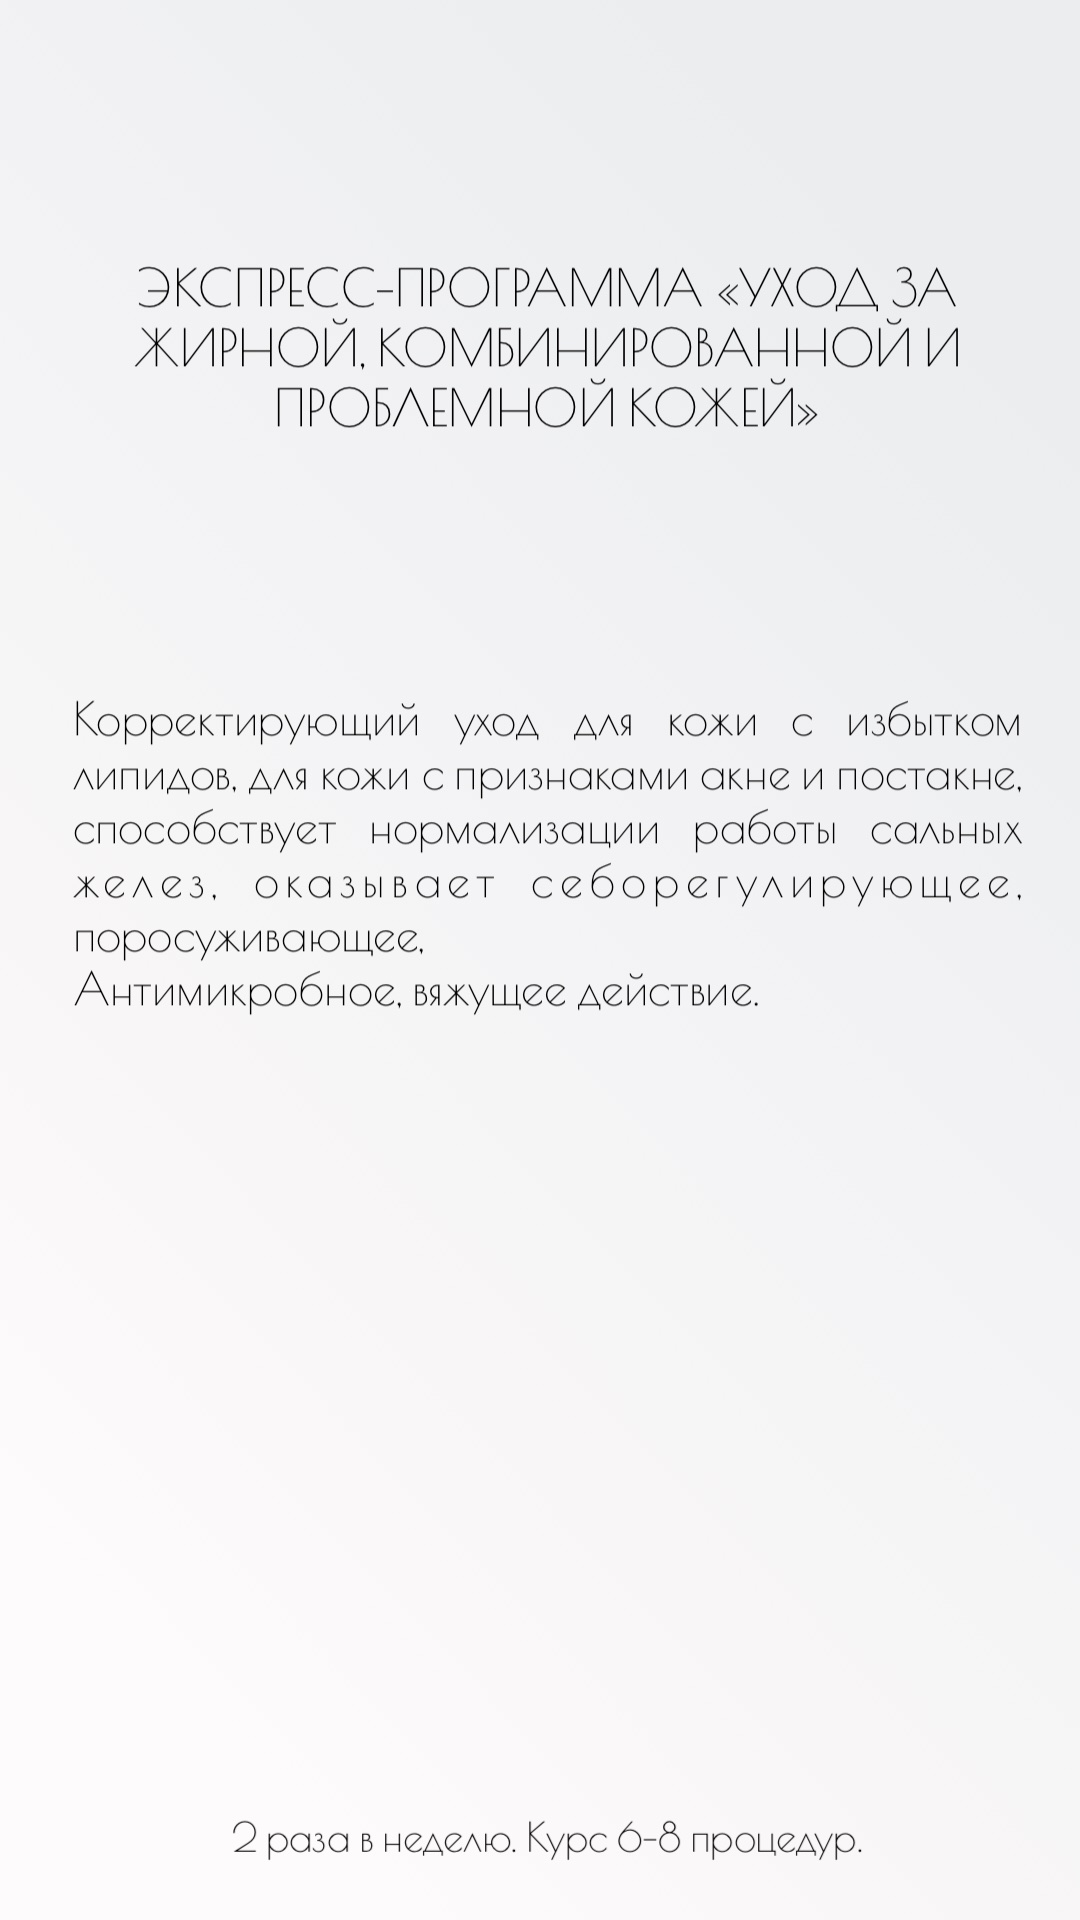 ЭКСПРЕСС-ПРОГРАММА «УХОД ЗА
ЖИРНОЙ, КОМБИНИРОВАННОЙ И
ПРОБЛЕМНОЙ КОЖЕЙ»
Корректирующий уход для кожи с избытком
липидов, для кожи с признаками акне и постакне,
способствует нормализации работы сальных
желез, оказывает себорегулирующее,
поросуживающее,
Антимикробное, вяжущее действие.
2 раза в неделю. Курс 6-8 процедур.